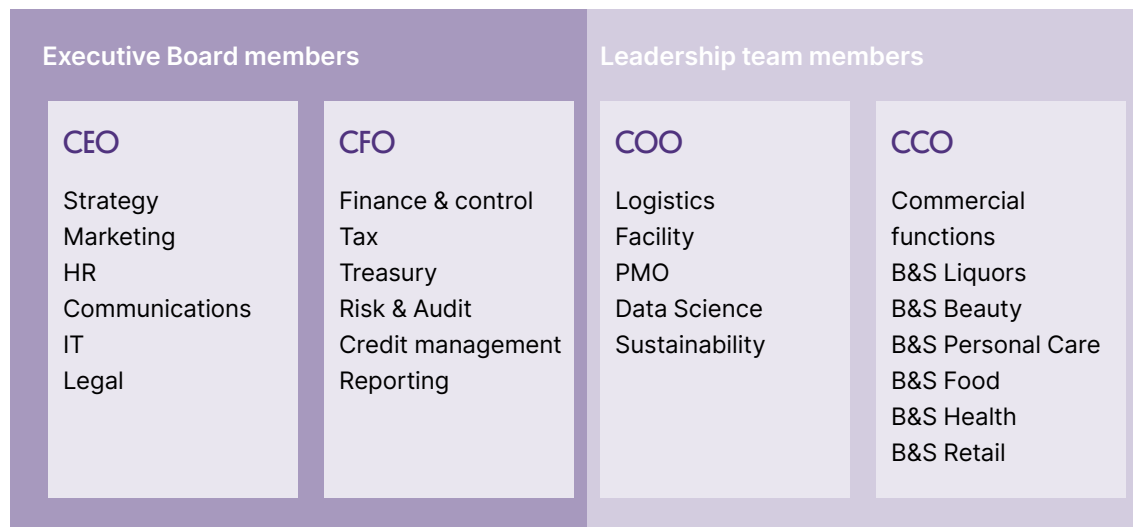 Executive Board members
Leadership team members
CEO
Strategy
Marketing
HR
Communications
IT
Legal
CFO
Finance & control
Tax
Treasury
Risk & Audit
Credit management
Reporting
COO
Logistics
Facility
PMO
Data Science
Sustainability
CCO
Commercial
functions
B&S Liquors
B&S Beauty
B&S Personal Care
B&S Food
B&S Health
B&S Retail